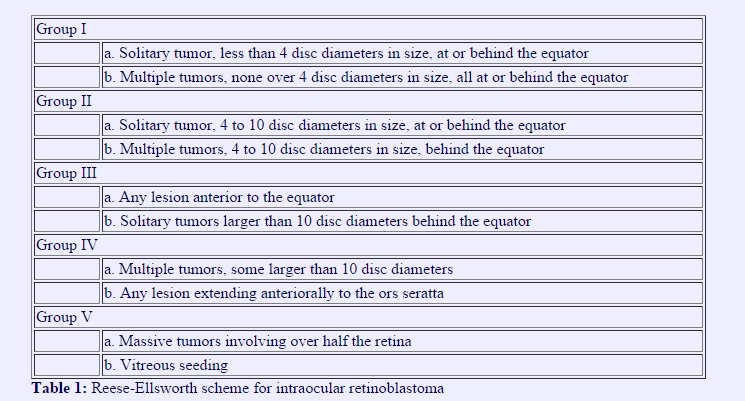 Group I
a. Solitary tumor, less than 4 disc diameters in size, at or behind the equator
b. Multiple tumors, none over 4 disc diameters in size, all at or behind the equator
Group II
a. Solitary tumor, 4 to 10 disc diameters in size, at or behind the equator
b. Multiple tumors, 4 to 10 disc diameters in size, behind the equator
Group III
a. Any lesion anterior to the equator
b. Solitary tumors larger than 10 disc diameters behind the equator
Group IV
a. Multiple tumors, some larger than 10 disc diameters
b. Any lesion extending anteriorally to the ors seratta
Group V
a. Massive tumors involving over half the retina
b. Vitreous seeding
Table 1: Reese-Ellsworth scheme for intraocular retinoblastoma